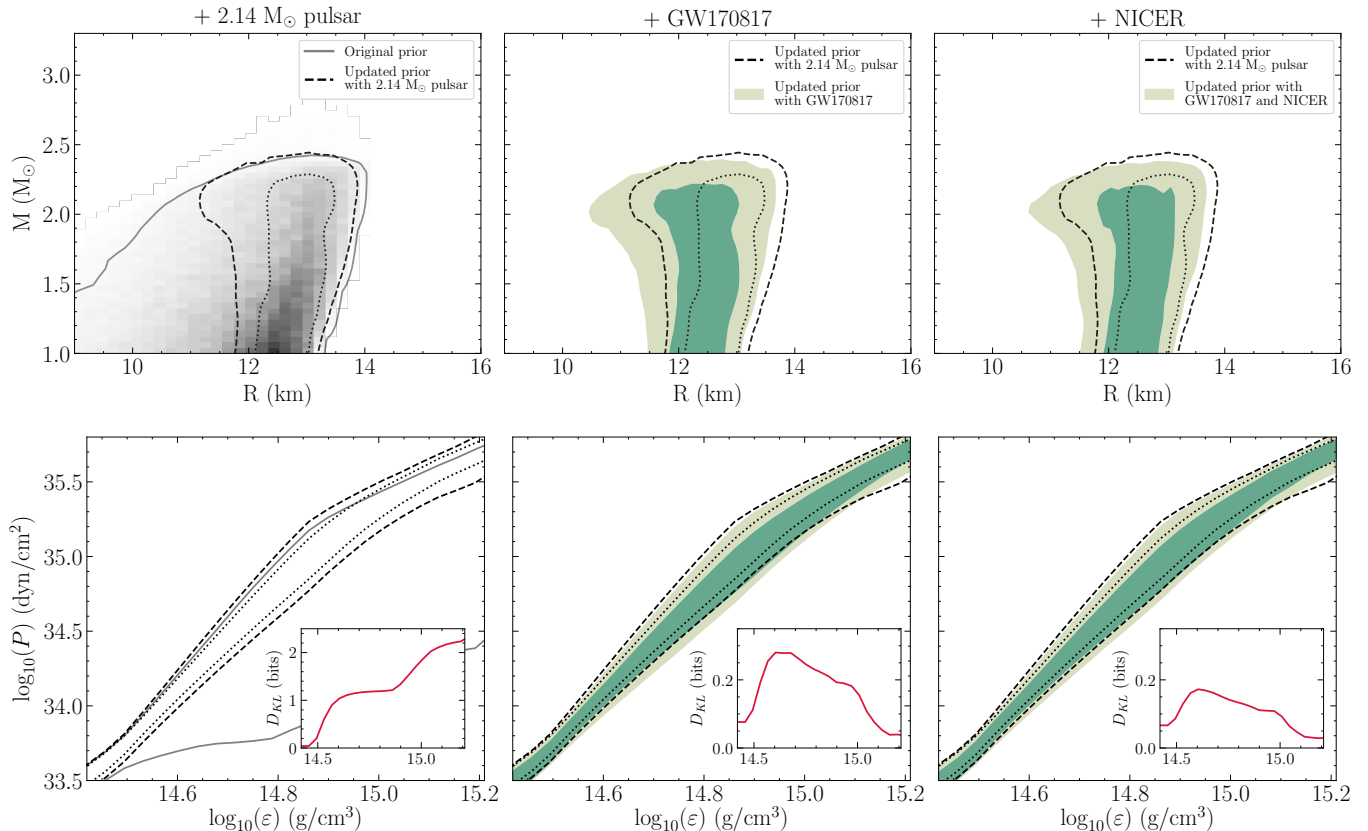 + 2.14 M⊙ pulsar
+ GW170817
+ NICER
Original prior
Updated prior
with 2.14 M⊙ pulsar
Updated prior
with 2.14 M⊙ pulsar
Updated prior
with GW170817
Updated prior
with 2.14 M⊙ pulsar
Updated prior with
GW170817 and NICER
M (M⊙)
3.0
2.5
2.0
1.5
1.0
10 11 12 13 14 16
R (km)
10 12 13 14 16
R (km)
10 12 13 14 16
R (km)
log₁₀(P) (dyn/cm²)
35.5
35.0
34.5
34.0
33.5
14.6 14.8 15.0 15.2
log₁₀(ε) (g/cm³)
14.6 14.8 15.0 15.2
log₁₀(ε) (g/cm³)
14.6 14.8 15.0 15.2
log₁₀(ε) (g/cm³)
D_KL (bits)
2
1
0
14.5 15.0
D_KL (bits)
0.2
0.0
14.5 15.0
D_KL (bits)
0.2
0.0
14.5 15.0